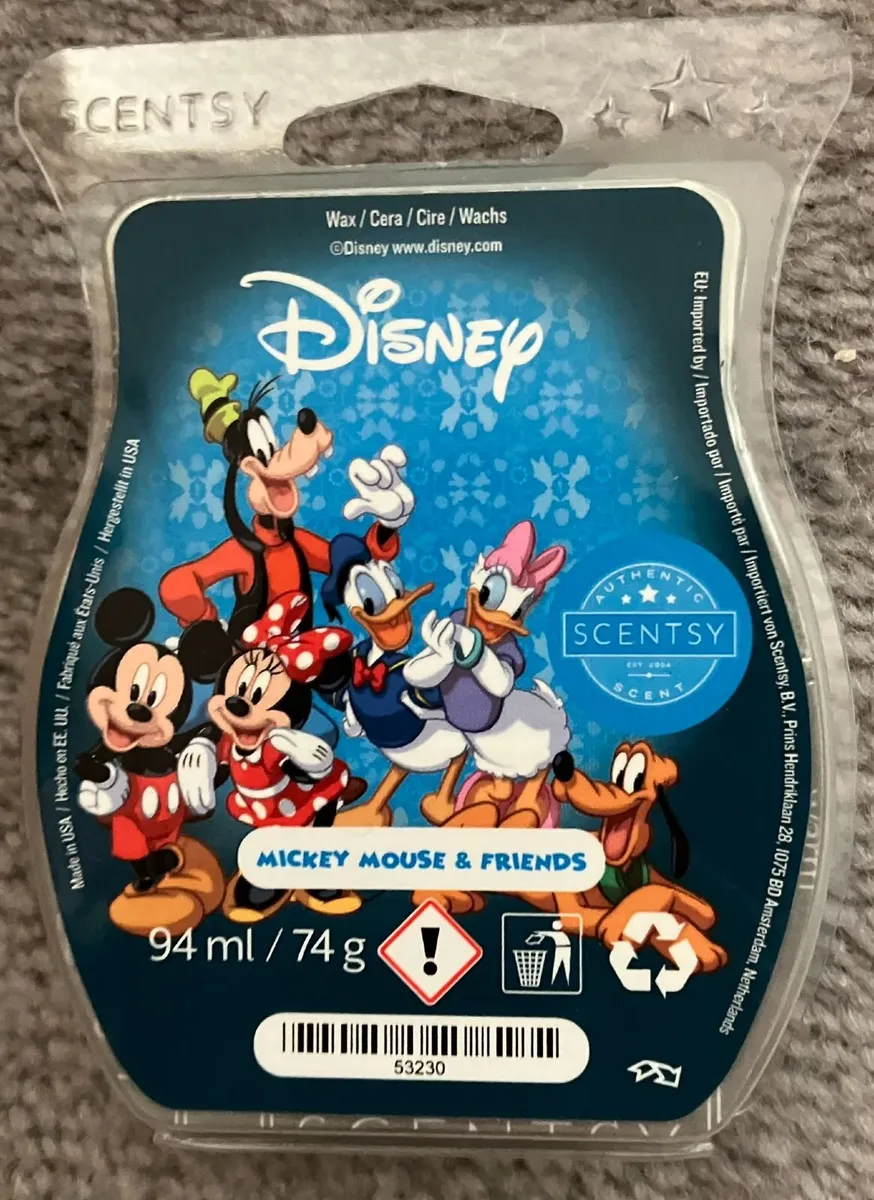 SCENTSY
Wax / Cera / Cire / Wachs
©Disney www.disney.com
Disney
EU: Imported by / Importado por / Importé par / Importiert von Scentsy, B.V., Prins Hendriklaan 28, 1075 BD Amsterdam, Netherlands
Made in USA / Hecho en EE. UU. / Fabriqué aux États-Unis / Hergestellt in USA
AUTHENTIC
SCENTSY
EST 2004
SCENT
MICKEY MOUSE & FRIENDS
94 ml / 74 g
53230
warm
SCENTSY